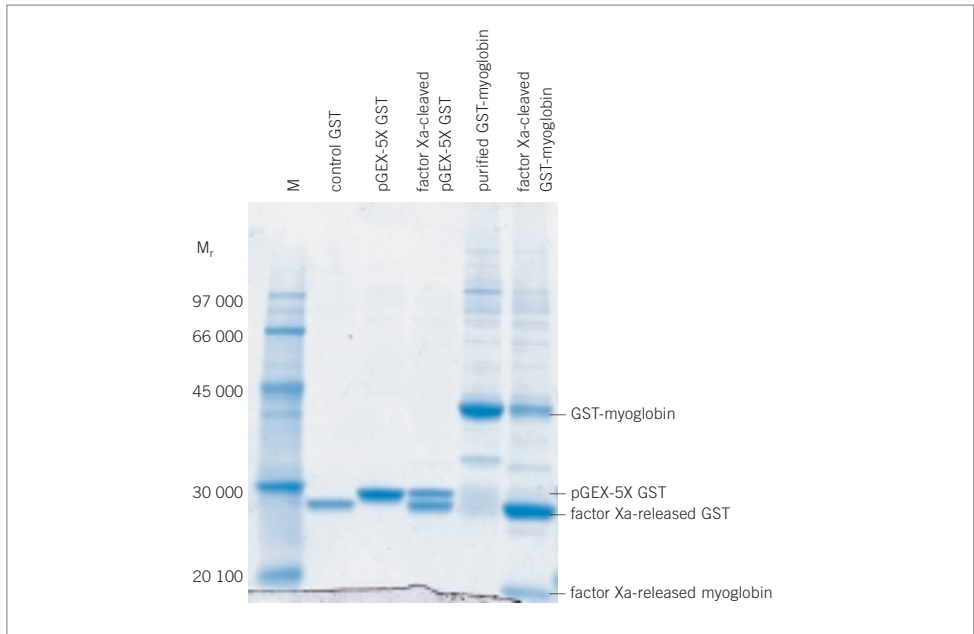 M
control GST
pGEX-5X GST
factor Xa-cleaved
pGEX-5X GST
purified GST-myoglobin
factor Xa-cleaved
GST-myoglobin
Mr
97 000
66 000
45 000
30 000
20 100
GST-myoglobin
pGEX-5X GST
factor Xa-released GST
factor Xa-released myoglobin